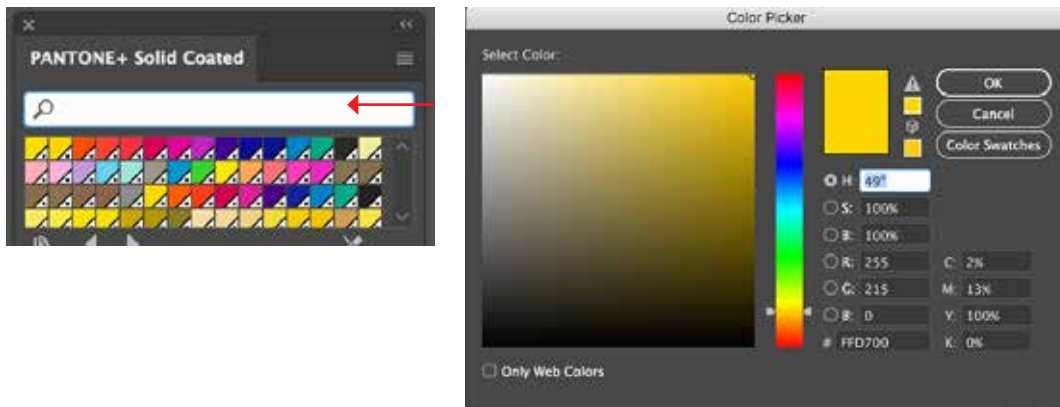 PANTONE+ Solid Coated
Color Picker
Select Color:
OK
Cancel
Color Swatches
H: 49°
S: 100%
B: 100%
R: 255
C: 2%
G: 215
M: 13%
B: 0
Y: 100%
# FFD700
K: 0%
Only Web Colors